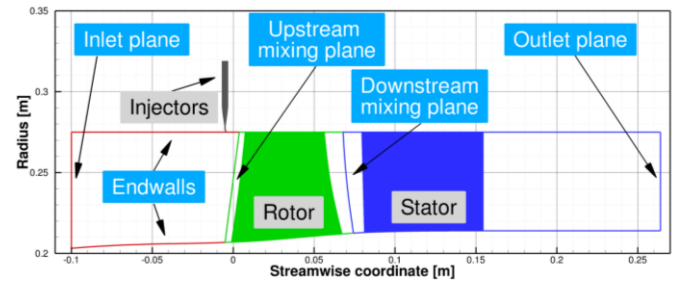 0.35
Inlet plane
Upstream
mixing plane
Outlet plane
Downstream
mixing plane
0.3
Injectors
Radius [m]
0.25
Endwalls
Rotor
Stator
0.2
-0.1
-0.05
0
0.05
0.1
0.15
0.2
0.25
Streamwise coordinate [m]